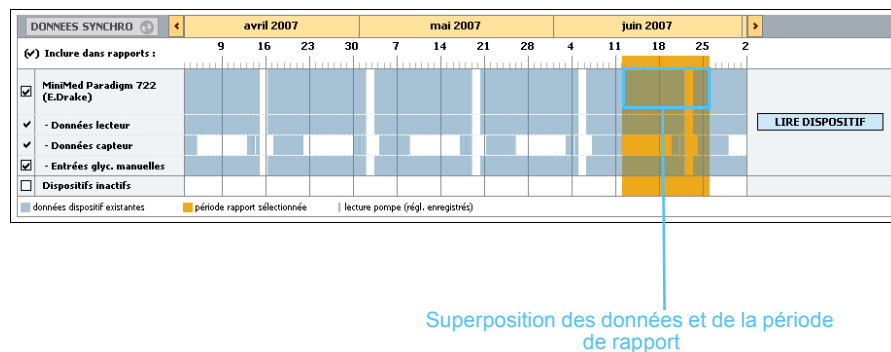 DONNEES SYNCHRO
avril 2007 mai 2007 juin 2007
(✔) Inclure dans rapports :
9 16 23 30 7 14 21 28 4 11 18 25 2
MiniMed Paradigm 722
(E.Drake)
- Données lecteur
LIRE DISPOSITIF
- Données capteur
- Entrées glyc. manuelles
Dispositifs inactifs
données dispositif existantes période rapport sélectionnée lecture pompe (régl. enregistrés)
Superposition des données et de la période
de rapport